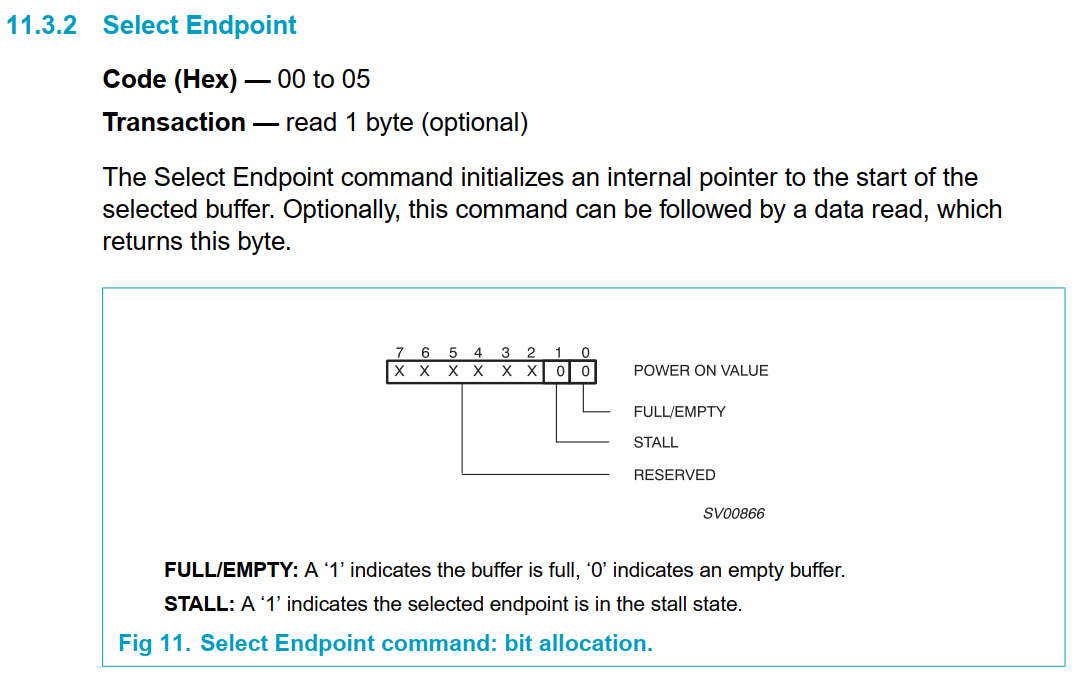 11.3.2 Select Endpoint
Code (Hex) — 00 to 05
Transaction — read 1 byte (optional)
The Select Endpoint command initializes an internal pointer to the start of the
selected buffer. Optionally, this command can be followed by a data read, which
returns this byte.
7 6 5 4 3 2 1 0
X X X X X X 0 0 POWER ON VALUE
FULL/EMPTY
STALL
RESERVED
SV00866
FULL/EMPTY: A ‘1’ indicates the buffer is full, ‘0’ indicates an empty buffer.
STALL: A ‘1’ indicates the selected endpoint is in the stall state.
Fig 11. Select Endpoint command: bit allocation.